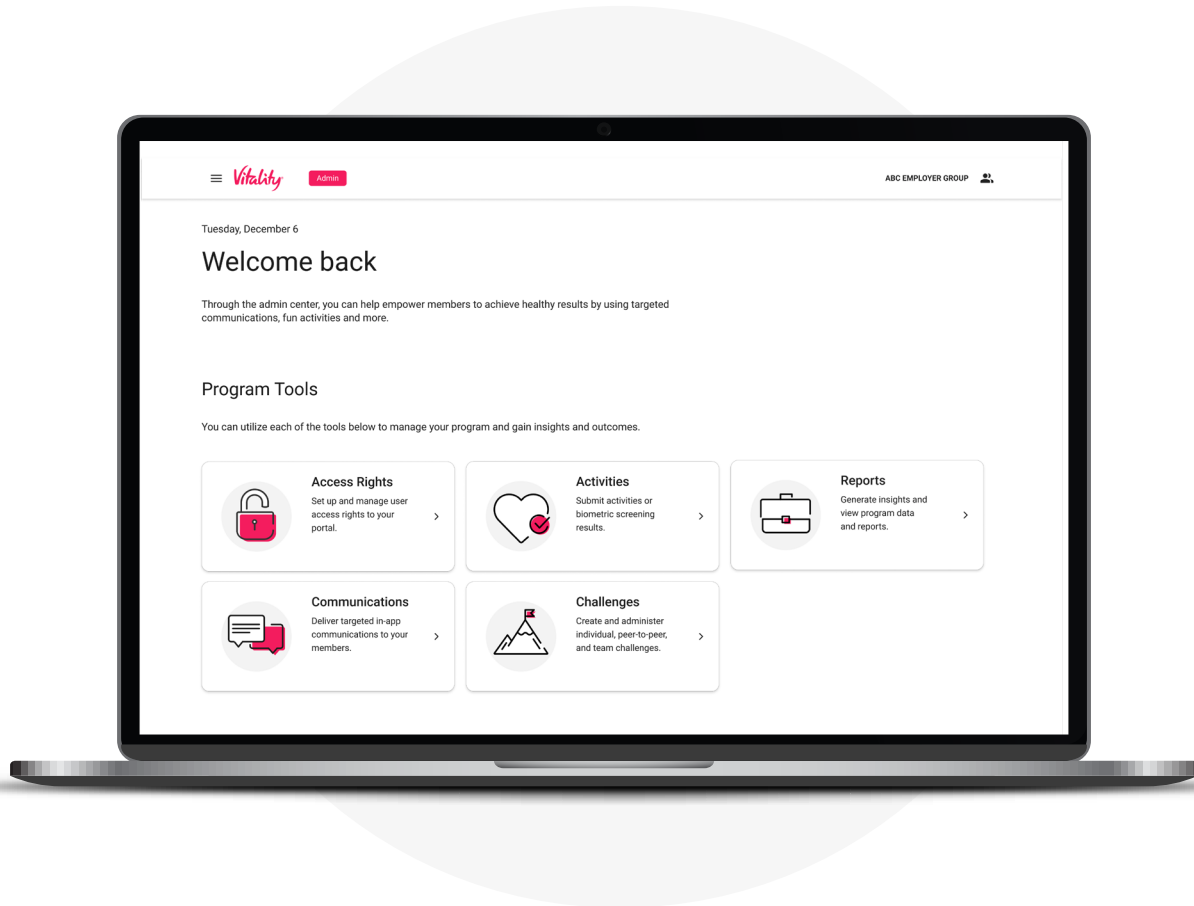 Vitality
Admin
ABC EMPLOYER GROUP
Tuesday, December 6
Welcome back
Through the admin center, you can help empower members to achieve healthy results by using targeted
communications, fun activities and more.
Program Tools
You can utilize each of the tools below to manage your program and gain insights and outcomes.
Access Rights
Set up and manage user
access rights to your
portal.
Activities
Submit activities or
biometric screening
results.
Reports
Generate insights and
view program data
and reports.
Communications
Deliver targeted in-app
communications to your
members.
Challenges
Create and administer
individual, peer-to-peer,
and team challenges.